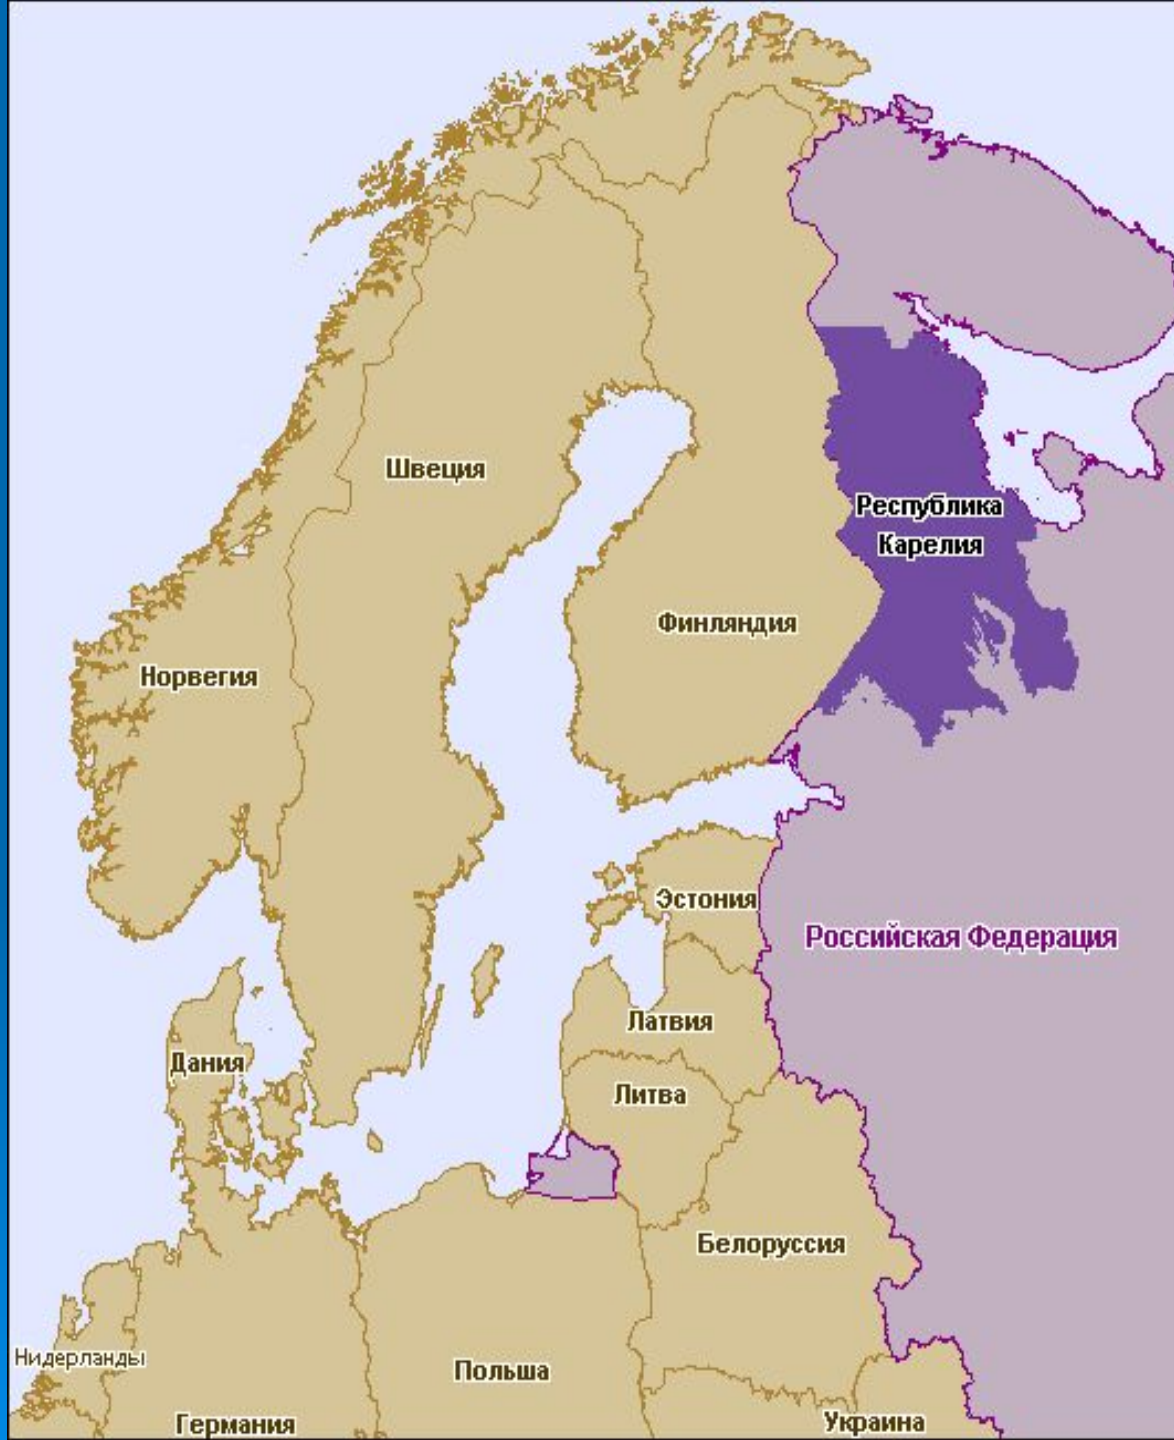 Швеция
Республика
Карелия
Финляндия
Норвегия
Эстония
Российская Федерация
Латвия
Дания
Литва
Белоруссия
Нидерланды
Польша
Германия
Украина